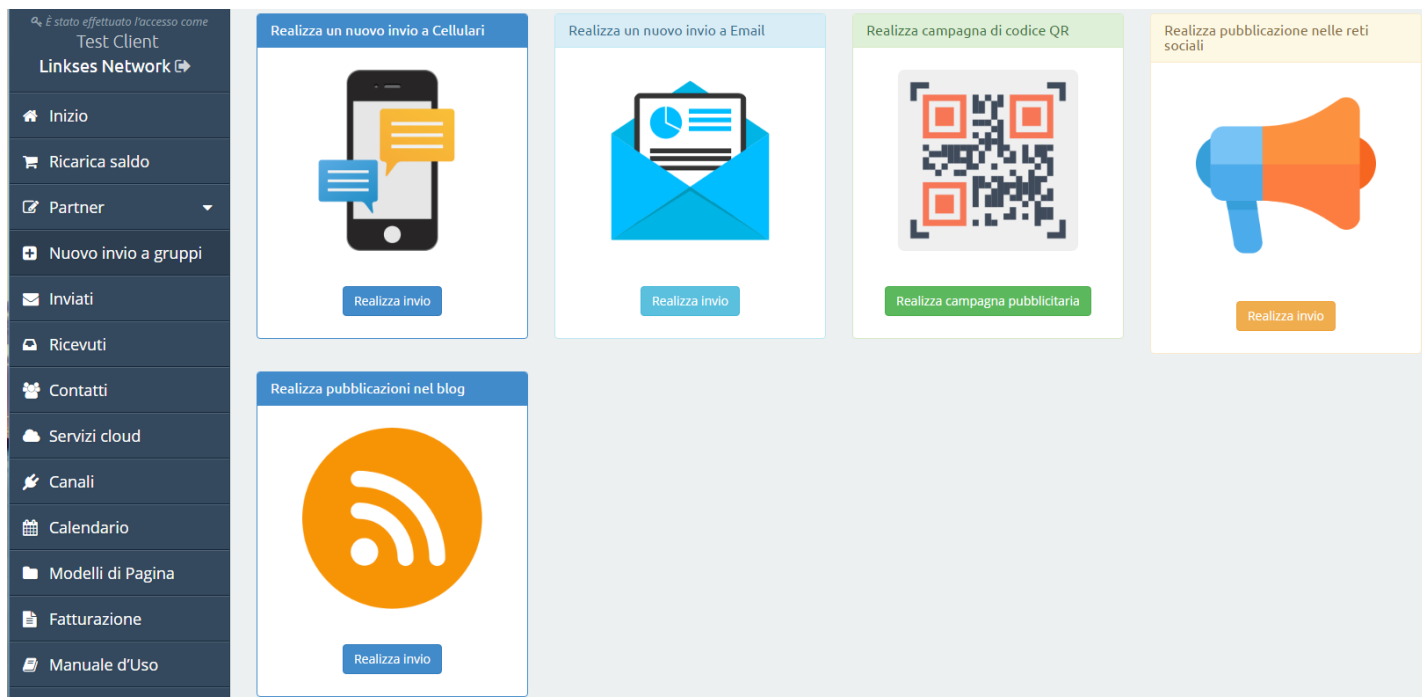 È stato effettuato l'accesso come
Test Client
Linkses Network
Inizio
Ricarica saldo
Partner
Nuovo invio a gruppi
Inviati
Ricevuti
Contatti
Servizi cloud
Canali
Calendario
Modelli di Pagina
Fatturazione
Manuale d'Uso
Realizza un nuovo invio a Cellulari
Realizza invio
Realizza un nuovo invio a Email
Realizza invio
Realizza campagna di codice QR
Realizza campagna pubblicitaria
Realizza pubblicazione nelle reti
sociali
Realizza invio
Realizza pubblicazioni nel blog
Realizza invio